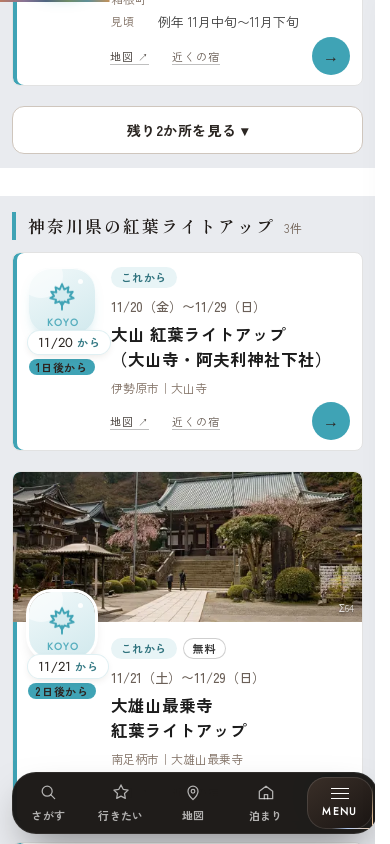 箱根町
見頃 例年 11月中旬〜11月下旬
地図 ↗ 近くの宿
→
残り2か所を見る ▾
神奈川県の紅葉ライトアップ 3件
これから
KOYO
11/20 から
1日後から
11/20（金）〜11/29（日）
大山 紅葉ライトアップ
（大山寺・阿夫利神社下社）
伊勢原市｜大山寺
地図 ↗ 近くの宿
→
Σ64
KOYO
11/21 から
2日後から
これから 無料
11/21（土）〜11/29（日）
大雄山最乗寺
紅葉ライトアップ
南足柄市｜大雄山最乗寺
さがす 行きたい 地図 泊まり MENU